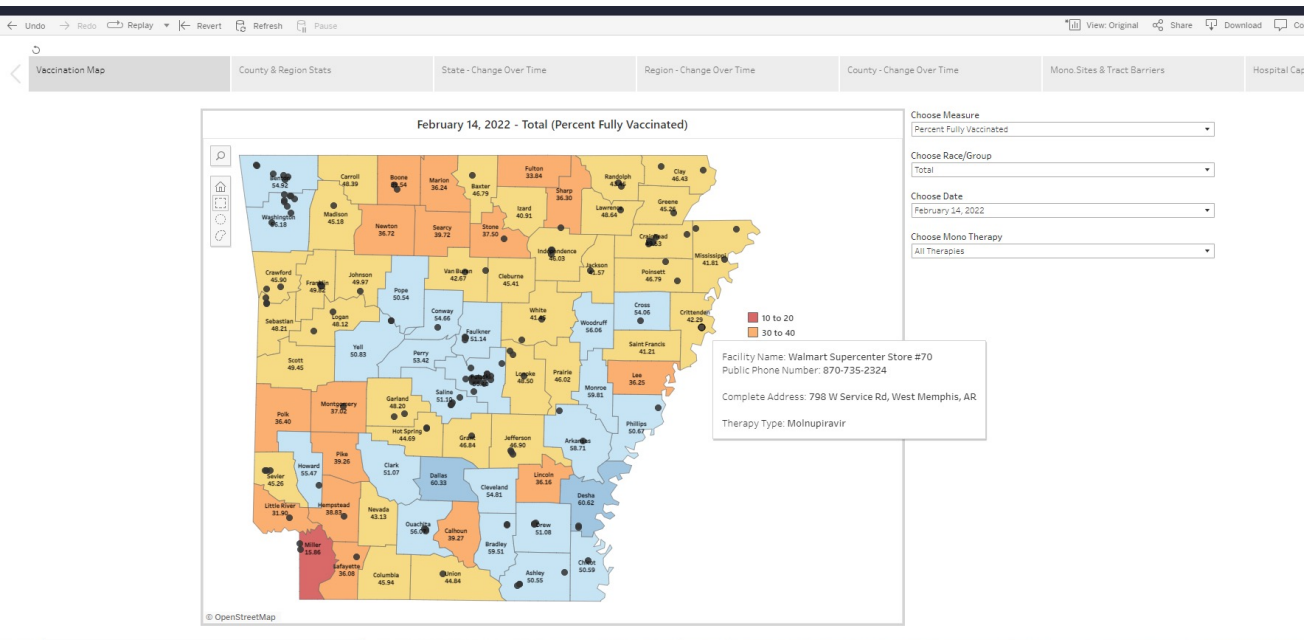 Undo Redo Replay Revert Refresh Pause View: Original Share Download Co
Vaccination Map County & Region Stats State - Change Over Time Region - Change Over Time County - Change Over Time Mono.Sites & Tract Barriers Hospital Cap
February 14, 2022 - Total (Percent Fully Vaccinated)
Choose Measure
Percent Fully Vaccinated
Choose Race/Group
Total
Choose Date
February 14, 2022
Choose Mono Therapy
All Therapies
54.92
Carroll
48.39
Boone
Marion
36.24
Baxter
46.79
Fulton
33.84
Sharp
36.30
Randolph
Clay
46.43
Washington
Madison
45.18
Newton
36.72
Searcy
39.72
Stone
37.50
Izard
40.91
Lawrence
48.64
Greene
Independence
46.03
Craighead
Mississippi
41.81
Crawford
45.90
Franklin
Johnson
49.97
Pope
50.54
Van Buren
42.67
Cleburne
45.41
Jackson
Poinsett
46.79
Sebastian
48.21
Logan
48.12
Conway
54.66
Faulkner
51.14
White
Woodruff
56.06
Cross
54.06
Crittenden
42.29
Scott
49.45
Yell
50.83
Perry
53.42
Saint Francis
41.21
Lonoke
48.50
Prairie
46.02
Lee
36.25
Monroe
59.81
Polk
36.40
Montgomery
37.02
Garland
48.20
Saline
Hot Spring
44.69
Grant
46.84
Jefferson
46.90
Arkansas
58.71
Phillips
50.67
Pike
39.26
Howard
55.47
Sevier
45.26
Clark
51.07
Dallas
60.33
Cleveland
54.81
Lincoln
36.16
Desha
60.62
Little River
31.90
Hempstead
38.83
Nevada
43.13
Ouachita
Calhoun
39.27
Bradley
59.51
Drew
51.08
Miller
15.86
Lafayette
36.08
Columbia
45.94
Union
44.84
Ashley
50.55
Chicot
50.59
10 to 20
30 to 40
Facility Name: Walmart Supercenter Store #70
Public Phone Number: 870-735-2324
Complete Address: 798 W Service Rd, West Memphis, AR
Therapy Type: Molnupiravir
© OpenStreetMap